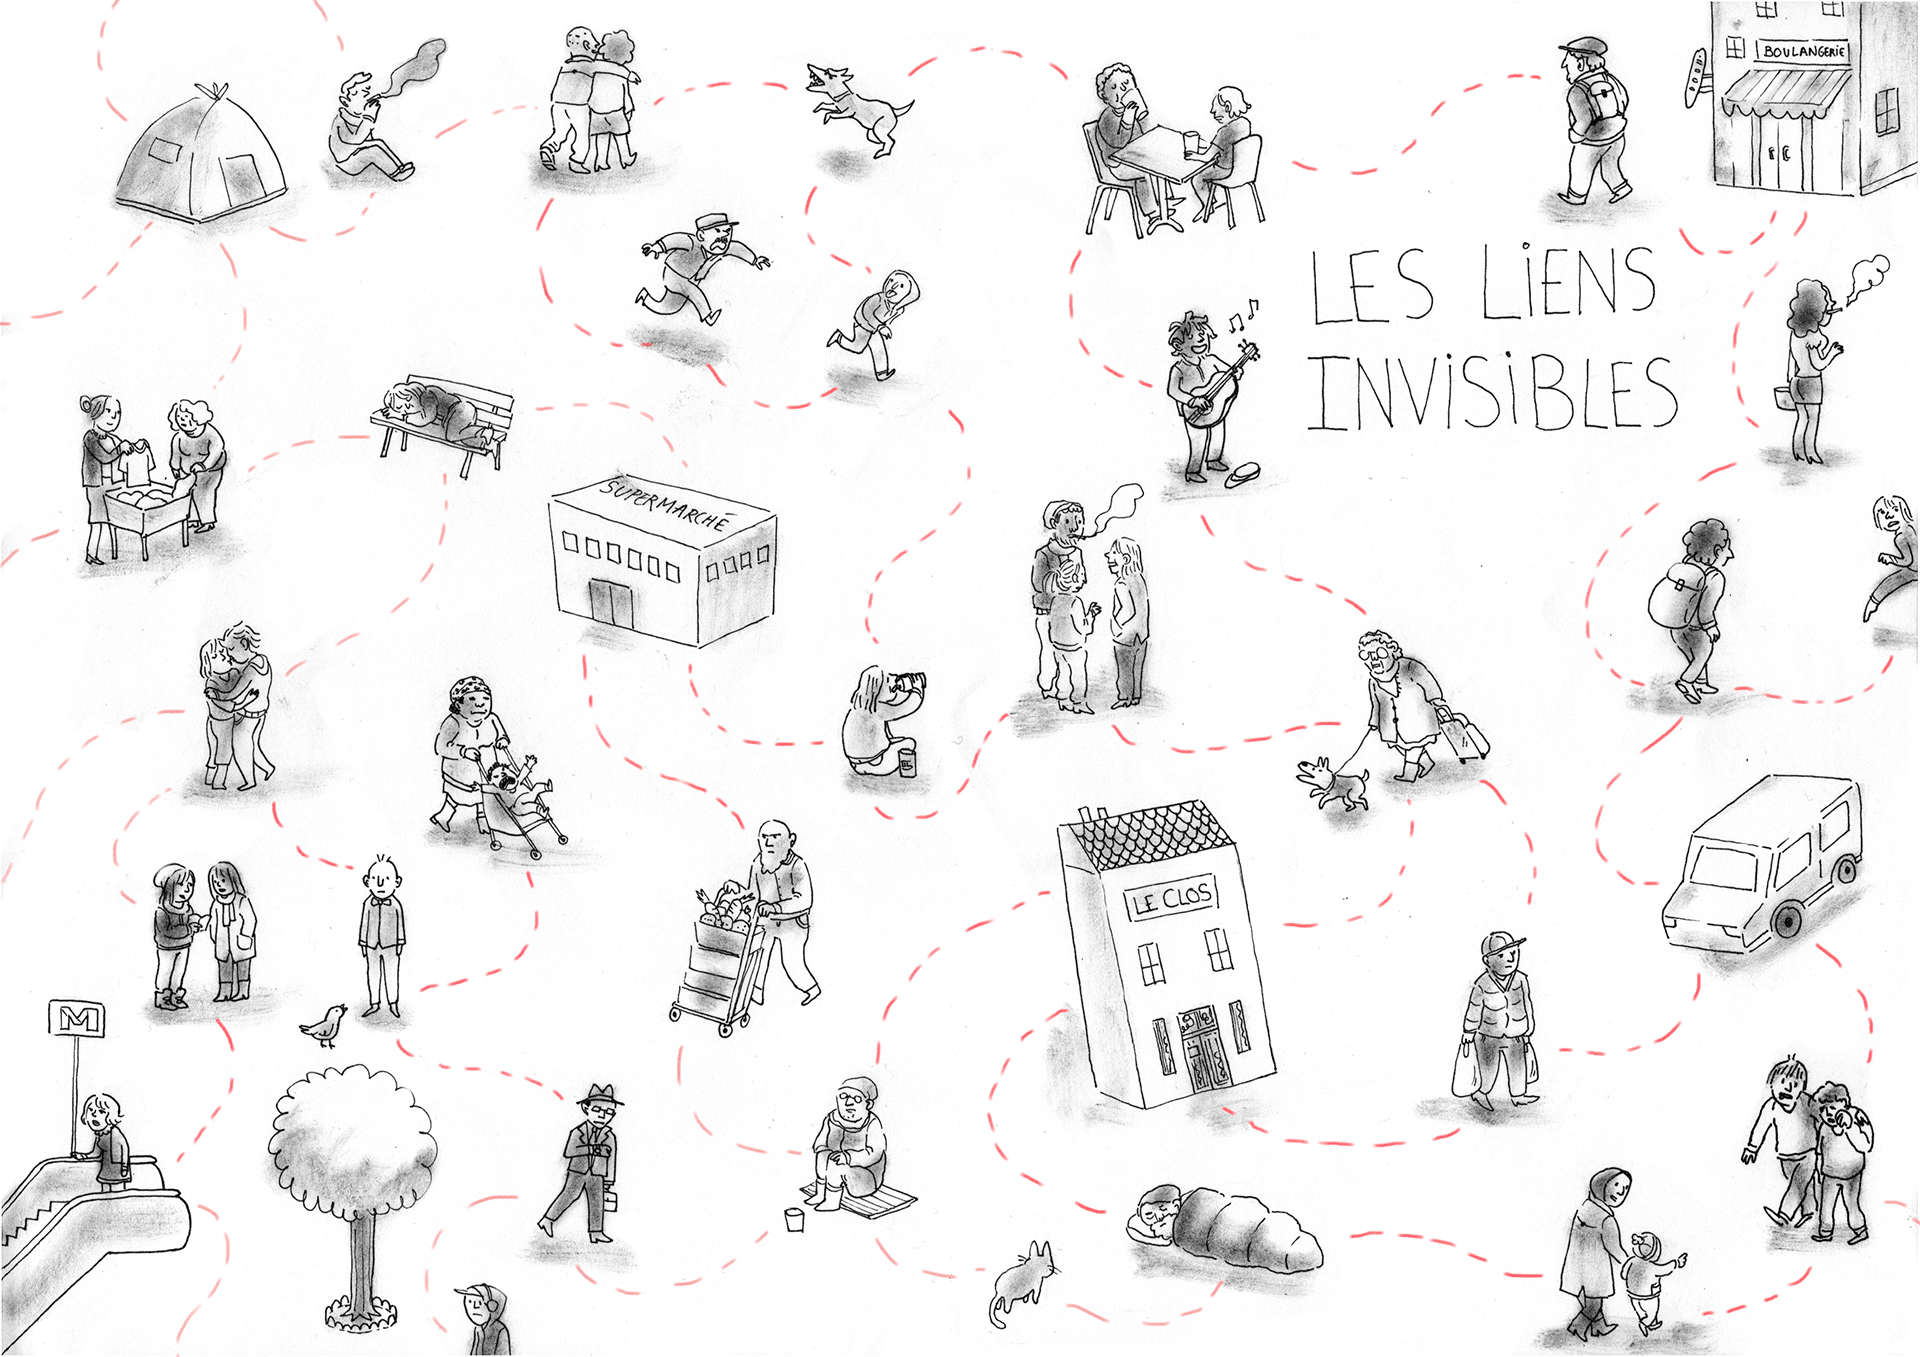 BOULANGERIE
LES LIENS
INVISIBLES
SUPERMARCHÉ
LE CLOS
M